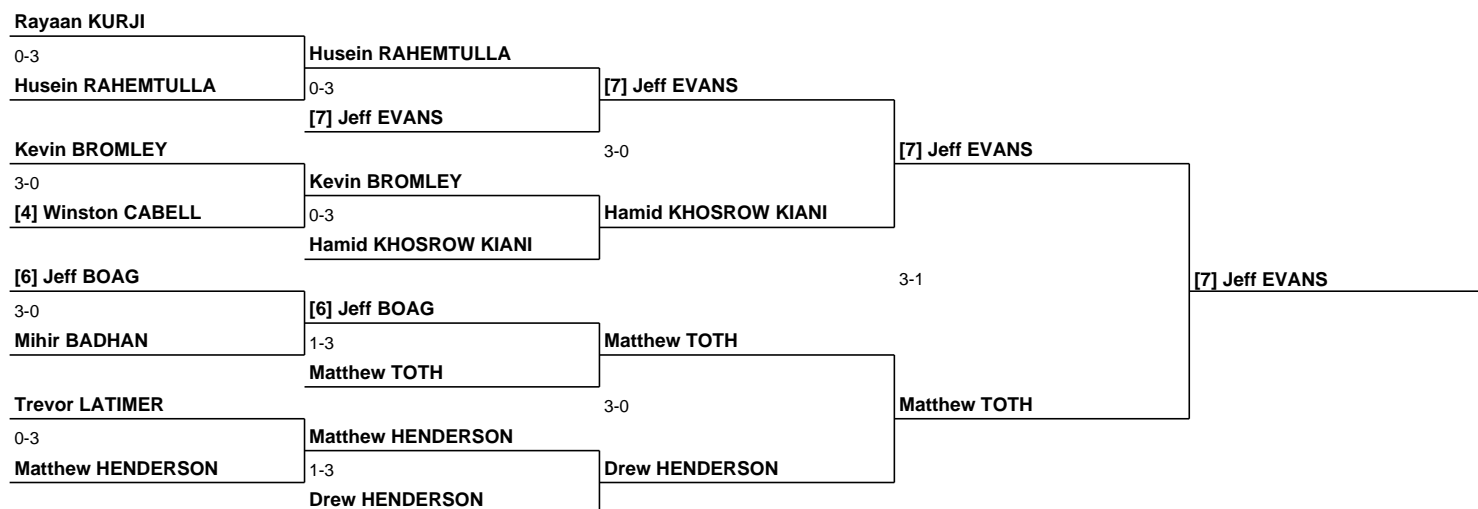 Rayaan KURJI
0-3
Husein RAHEMTULLA
Husein RAHEMTULLA
0-3
[7] Jeff EVANS
[7] Jeff EVANS
Kevin BROMLEY
3-0
[4] Winston CABELL
Kevin BROMLEY
0-3
Hamid KHOSROW KIANI
3-0
Hamid KHOSROW KIANI
[7] Jeff EVANS
[6] Jeff BOAG
3-0
Mihir BADHAN
[6] Jeff BOAG
1-3
Matthew TOTH
Matthew TOTH
Trevor LATIMER
0-3
Matthew HENDERSON
Matthew HENDERSON
1-3
Drew HENDERSON
3-0
Drew HENDERSON
3-1
Matthew TOTH
[7] Jeff EVANS